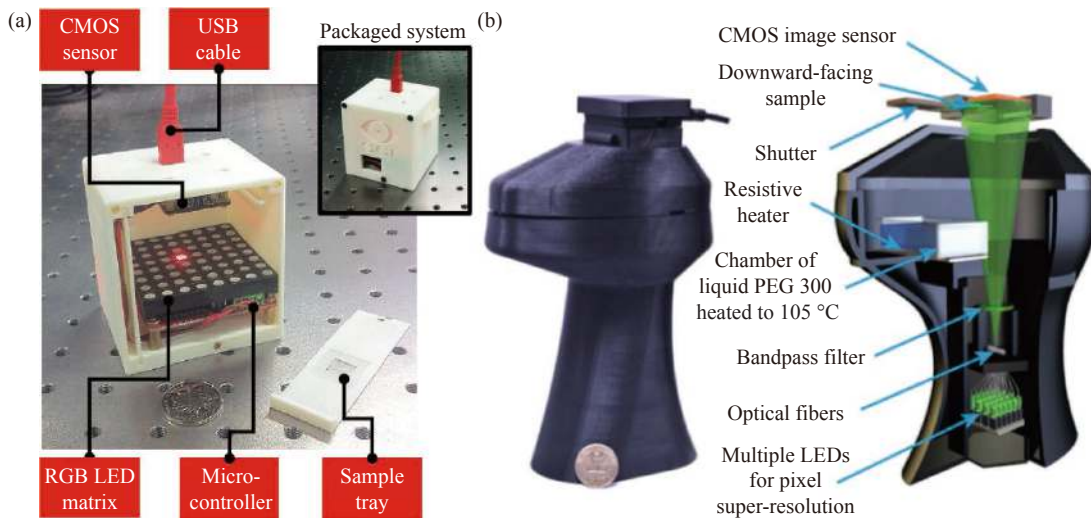 (a)
CMOS
sensor
USB
cable
Packaged system
RGB LED
matrix
Micro-
controller
Sample
tray
(b)
CMOS image sensor
Downward-facing
sample
Shutter
Resistive
heater
Chamber of
liquid PEG 300
heated to 105 °C
Bandpass filter
Optical fibers
Multiple LEDs
for pixel
super-resolution